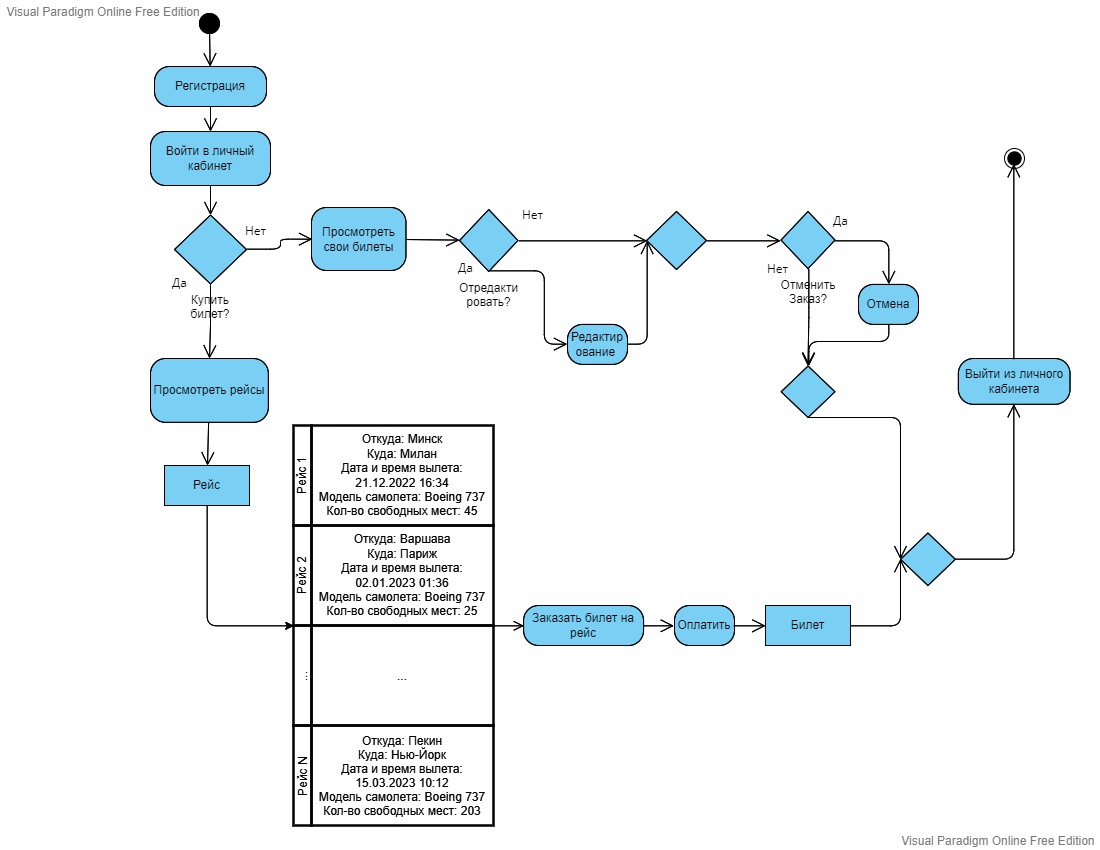 Visual Paradigm Online Free Edition
Регистрация
Войти в личный
кабинет
Нет
Да
Купить
билет?
Просмотреть
свои билеты
Нет
Да
Отредакти
ровать?
Редактир
ование
Да
Нет
Отменить
Заказ?
Отмена
Выйти из личного
кабинета
Просмотреть рейсы
Рейс
Рейс 1
Откуда: Минск
Куда: Милан
Дата и время вылета:
21.12.2022 16:34
Модель самолета: Boeing 737
Кол-во свободных мест: 45
Рейс 2
Откуда: Варшава
Куда: Париж
Дата и время вылета:
02.01.2023 01:36
Модель самолета: Boeing 737
Кол-во свободных мест: 25
...
...
Рейс N
Откуда: Пекин
Куда: Нью-Йорк
Дата и время вылета:
15.03.2023 10:12
Модель самолета: Boeing 737
Кол-во свободных мест: 203
Заказать билет на
рейс
Оплатить
Билет
Visual Paradigm Online Free Edition